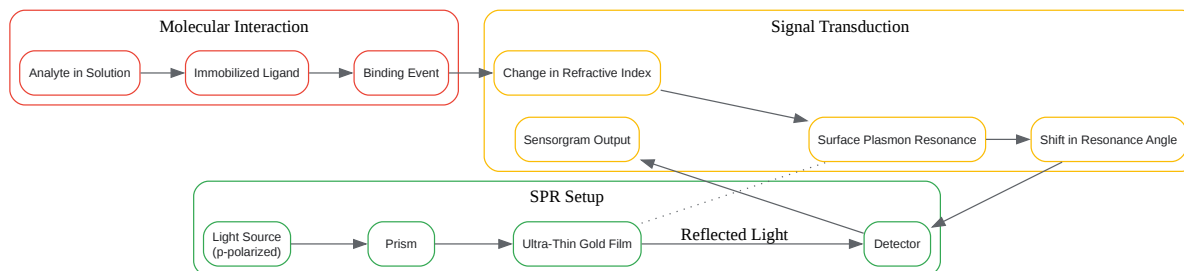 Molecular Interaction
Analyte in Solution
Immobilized Ligand
Binding Event
Signal Transduction
Change in Refractive Index
Sensorgram Output
Surface Plasmon Resonance
Shift in Resonance Angle
SPR Setup
Light Source
(p-polarized)
Prism
Ultra-Thin Gold Film
Reflected Light
Detector